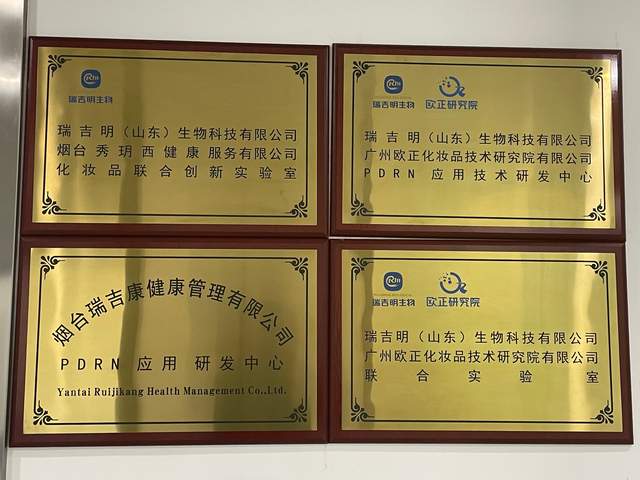 瑞吉明生物
瑞吉明（山东）生物科技有限公司
烟台秀玥西健康服务有限公司
化妆品联合创新实验室
瑞吉明生物 欧正研究院
瑞吉明（山东）生物科技有限公司
广州欧正化妆品技术研究院有限公司
PDRN 应用技术研发中心
烟台瑞吉康健康管理有限公司
PDRN 应用 研发中心
Yantai Ruijikang Health Management Co.,Ltd.
瑞吉明生物 欧正研究院
瑞吉明（山东）生物科技有限公司
广州欧正化妆品技术研究院有限公司
联合实验室